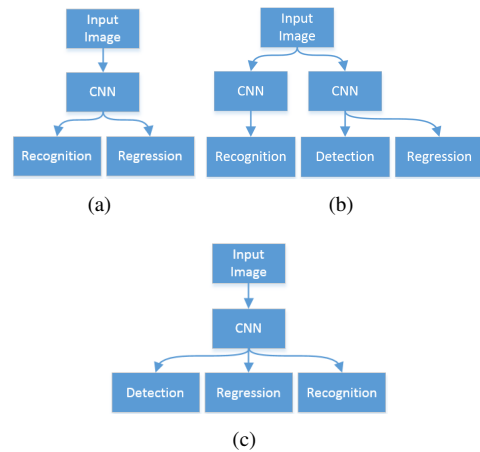 Input
Image
CNN
Recognition
Regression
(a)
Input
Image
CNN
CNN
Recognition
Detection
Regression
(b)
Input
Image
CNN
Detection
Regression
Recognition
(c)